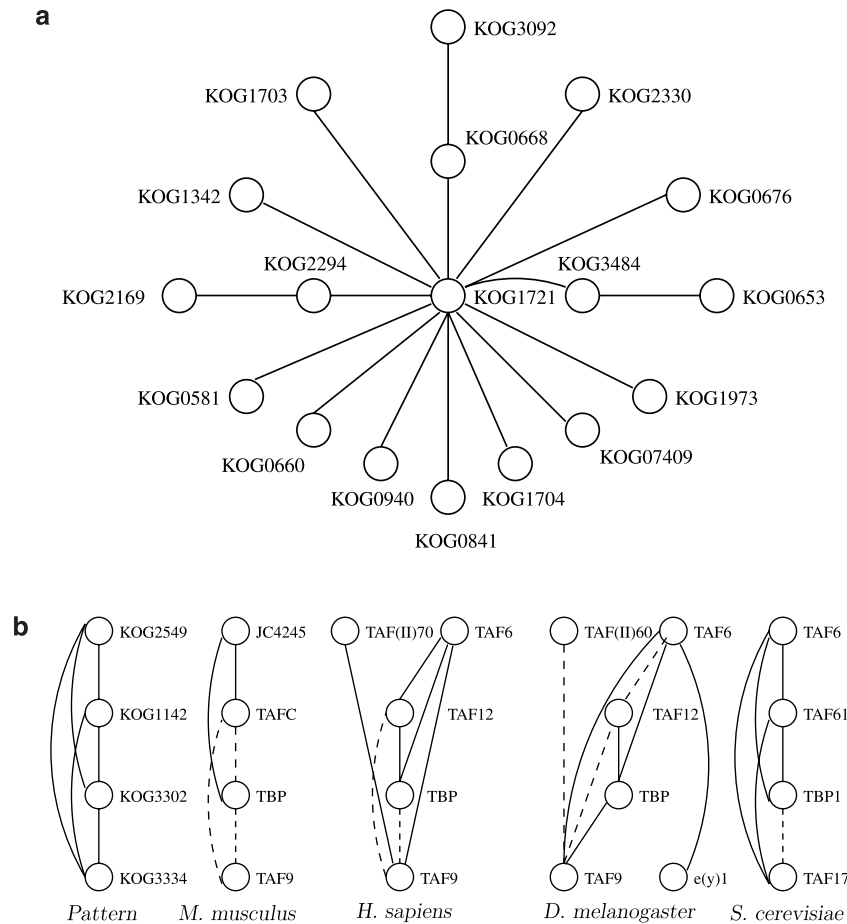 a
KOG3092
KOG1703
KOG2330
KOG0668
KOG1342
KOG0676
KOG2294
KOG3484
KOG2169
KOG1721
KOG0653
KOG0581
KOG1973
KOG0660
KOG07409
KOG0940
KOG1704
KOG0841
b
KOG2549 JC4245 TAF(II)70 TAF6 TAF(II)60 TAF6 TAF6
KOG1142 TAFC TAF12 TAF12 TAF61
KOG3302 TBP TBP TBP TBP1
KOG3334 TAF9 TAF9 TAF9 e(y)1 TAF17
Pattern M. musculus H. sapiens D. melanogaster S. cerevisiae